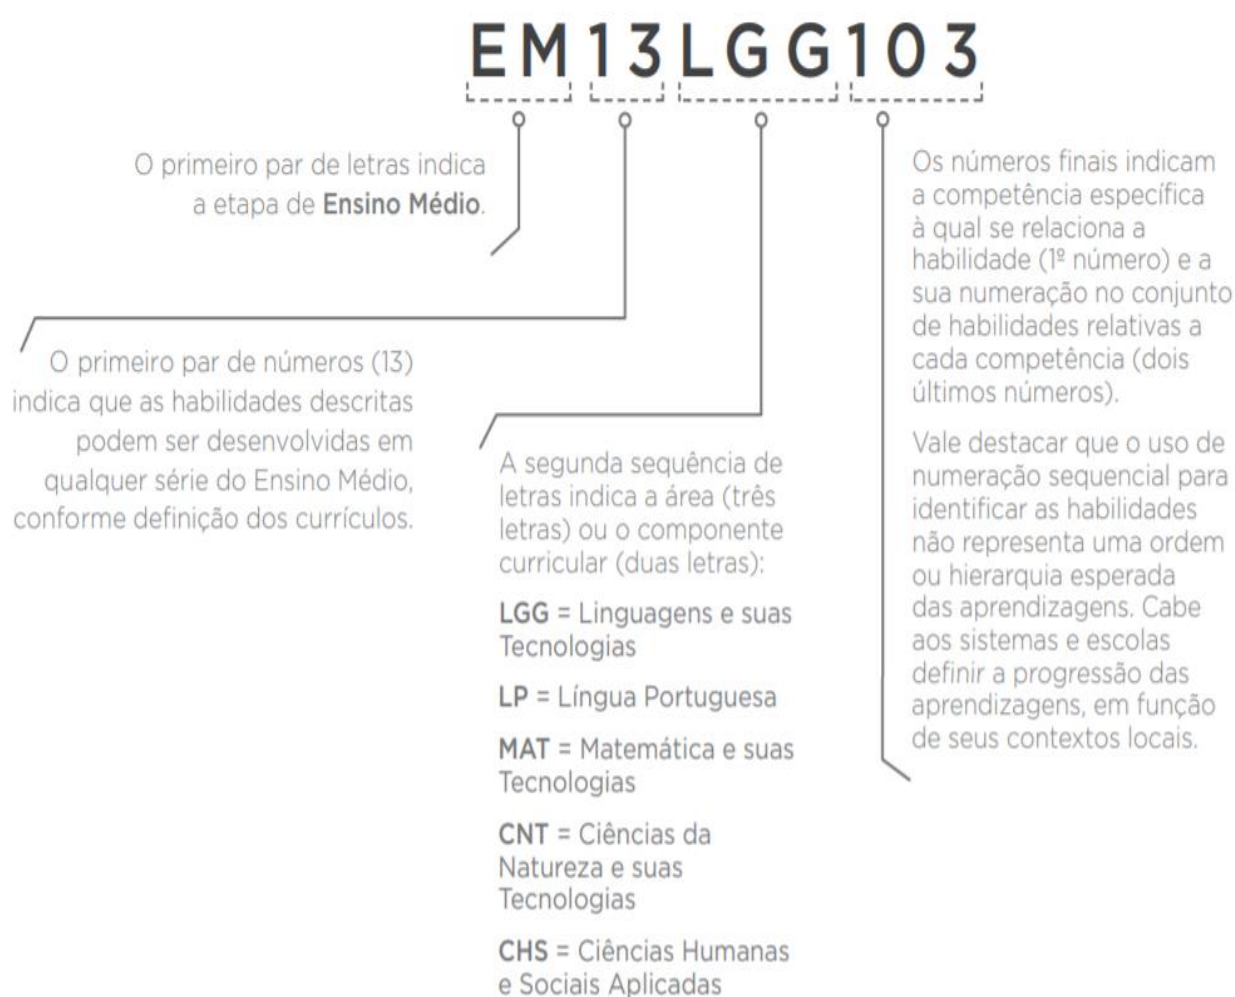 EM13LGG103
O primeiro par de letras indica
a etapa de Ensino Médio.
O primeiro par de números (13)
indica que as habilidades descritas
podem ser desenvolvidas em
qualquer série do Ensino Médio,
conforme definição dos currículos.
A segunda sequência de
letras indica a área (três
letras) ou o componente
curricular (duas letras):
LGG = Linguagens e suas
Tecnologias
LP = Língua Portuguesa
MAT = Matemática e suas
Tecnologias
CNT = Ciências da
Natureza e suas
Tecnologias
CHS = Ciências Humanas
e Sociais Aplicadas
Os números finais indicam
a competência específica
à qual se relaciona a
habilidade (1º número) e a
sua numeração no conjunto
de habilidades relativas a
cada competência (dois
últimos números).
Vale destacar que o uso de
numeração sequencial para
identificar as habilidades
não representa uma ordem
ou hierarquia esperada
das aprendizagens. Cabe
aos sistemas e escolas
definir a progressão das
aprendizagens, em função
de seus contextos locais.